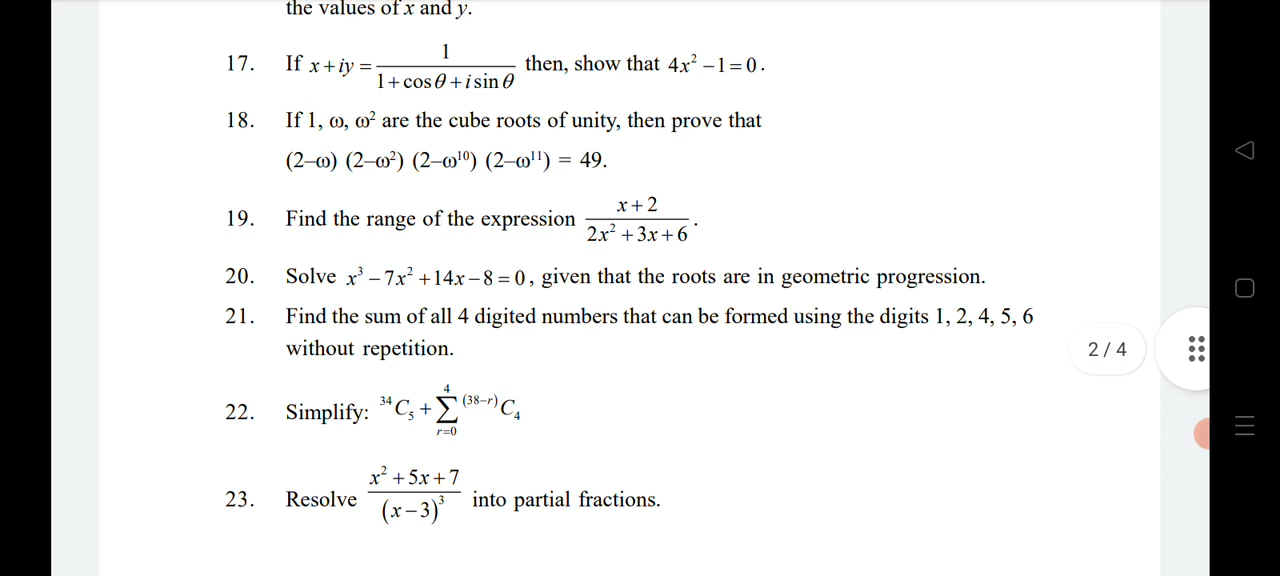 the values of x and y.
17. If x + iy = 1 / (1 + cos θ + i sin θ) then, show that 4x² – 1 = 0.
18. If 1, ω, ω² are the cube roots of unity, then prove that
(2–ω) (2–ω²) (2–ω¹⁰) (2–ω¹¹) = 49.
19. Find the range of the expression (x + 2) / (2x² + 3x + 6).
20. Solve x³ – 7x² + 14x – 8 = 0, given that the roots are in geometric progression.
21. Find the sum of all 4 digited numbers that can be formed using the digits 1, 2, 4, 5, 6
without repetition.
2 / 4
22. Simplify: ³⁴C₅ + ∑_{r=0}^{4} ^{(38–r)}C₄
23. Resolve (x² + 5x + 7) / (x – 3)³ into partial fractions.